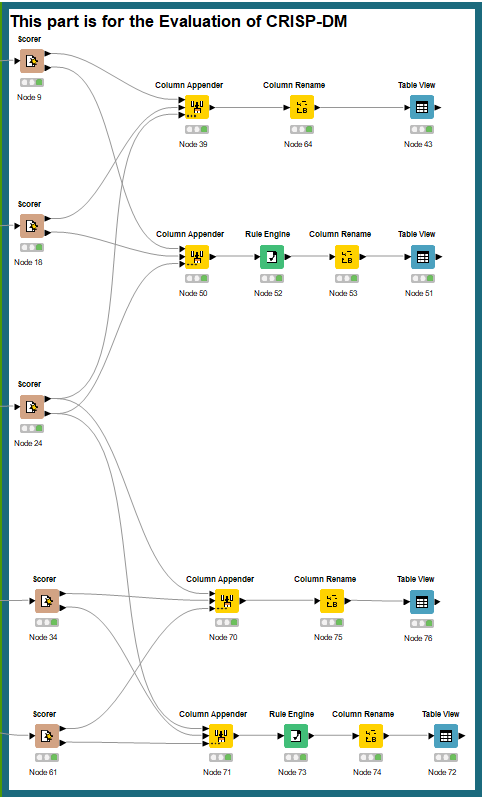 This part is for the Evaluation of CRISP-DM
Scorer
Node 9
Column Appender
Column Rename
Table View
Node 39
Node 64
Node 43
Scorer
Node 18
Column Appender
Rule Engine
Column Rename
Table View
Node 50
Node 52
Node 53
Node 51
Scorer
Node 24
Scorer
Node 34
Column Appender
Column Rename
Table View
Node 70
Node 75
Node 76
Scorer
Node 61
Column Appender
Rule Engine
Column Rename
Table View
Node 71
Node 73
Node 74
Node 72